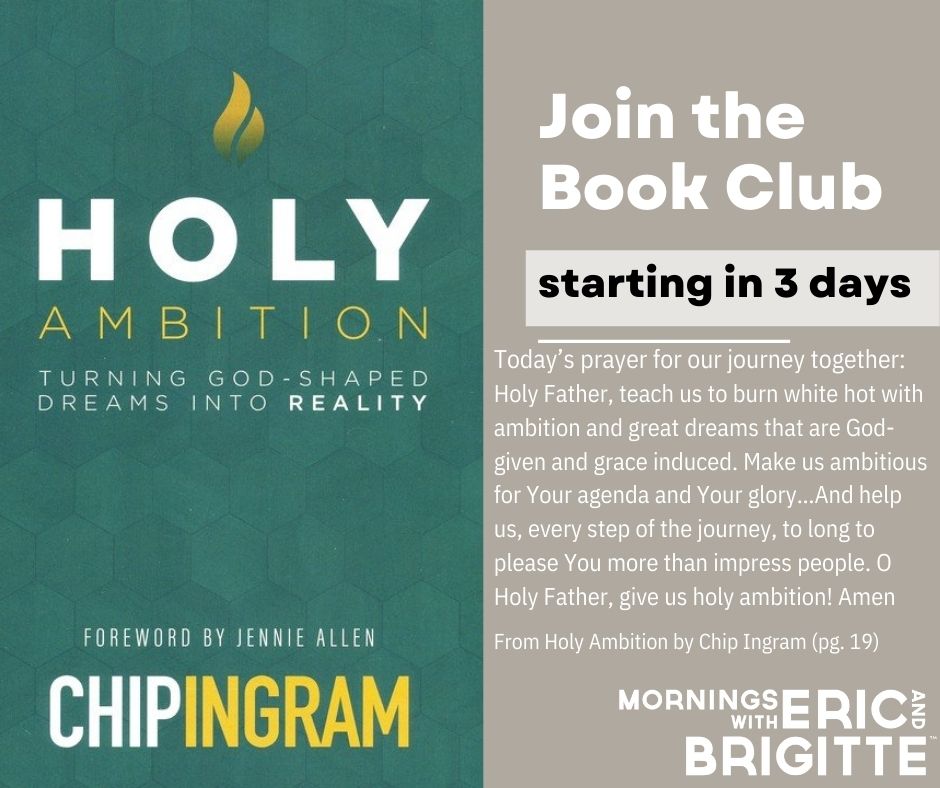 HOLY
AMBITION
TURNING GOD-SHAPED
DREAMS INTO REALITY
FOREWORD BY JENNIE ALLEN
CHIPINGRAM
Join the
Book Club
starting in 3 days
Today’s prayer for our journey together:
Holy Father, teach us to burn white hot with
ambition and great dreams that are God-
given and grace induced. Make us ambitious
for Your agenda and Your glory...And help
us, every step of the journey, to long to
please You more than impress people. O
Holy Father, give us holy ambition! Amen
From Holy Ambition by Chip Ingram (pg. 19)
MORNINGS
WITH ERIC AND
BRIGITTE™